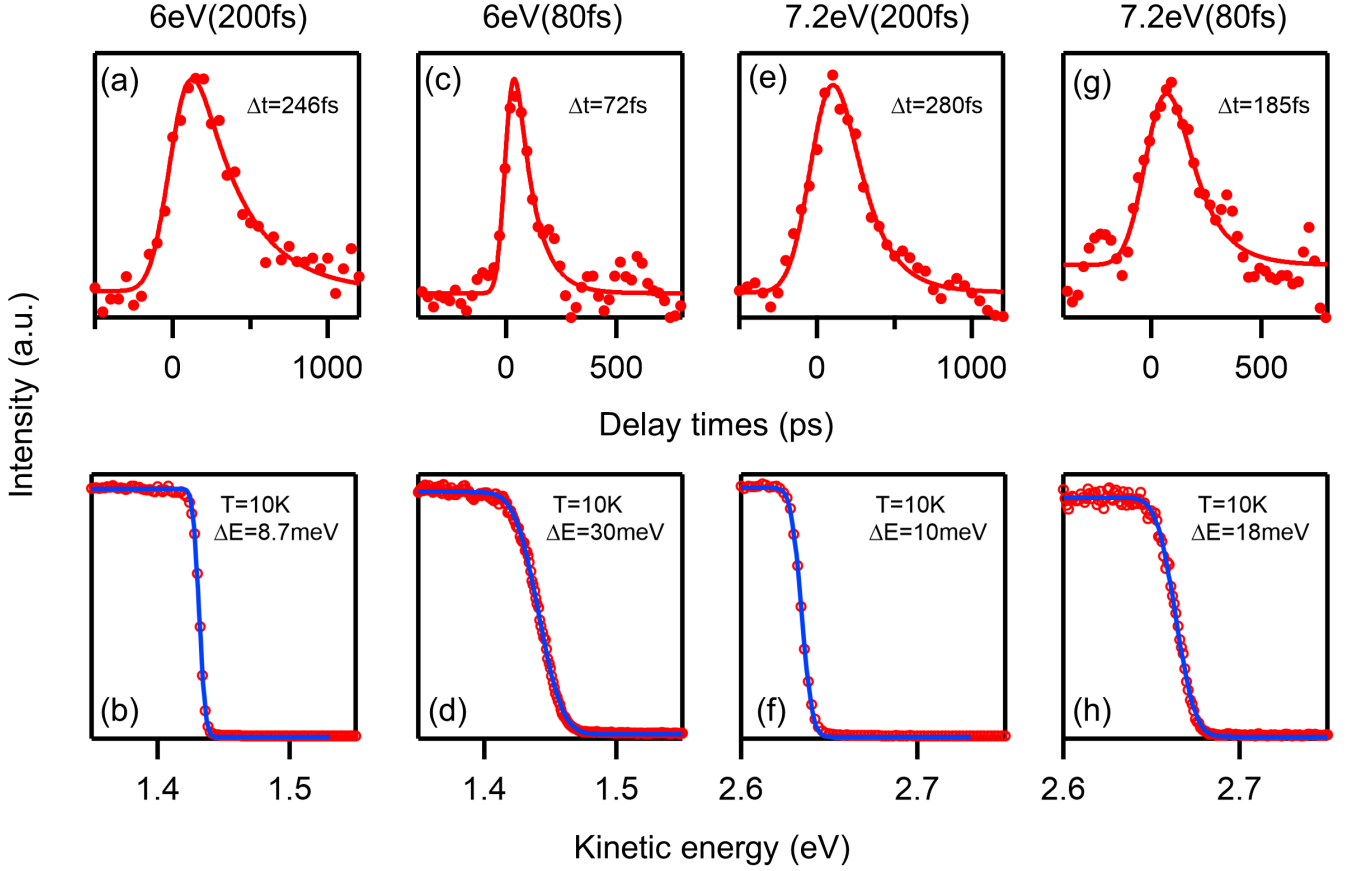 6eV(200fs)
6eV(80fs)
7.2eV(200fs)
7.2eV(80fs)
(a)
Δt=246fs
(c)
Δt=72fs
(e)
Δt=280fs
(g)
Δt=185fs
0
1000
0
500
0
1000
0
500
Delay times (ps)
Intensity (a.u.)
T=10K
ΔE=8.7meV
(b)
T=10K
ΔE=30meV
(d)
T=10K
ΔE=10meV
(f)
T=10K
ΔE=18meV
(h)
1.4
1.5
1.4
1.5
2.6
2.7
2.6
2.7
Kinetic energy (eV)